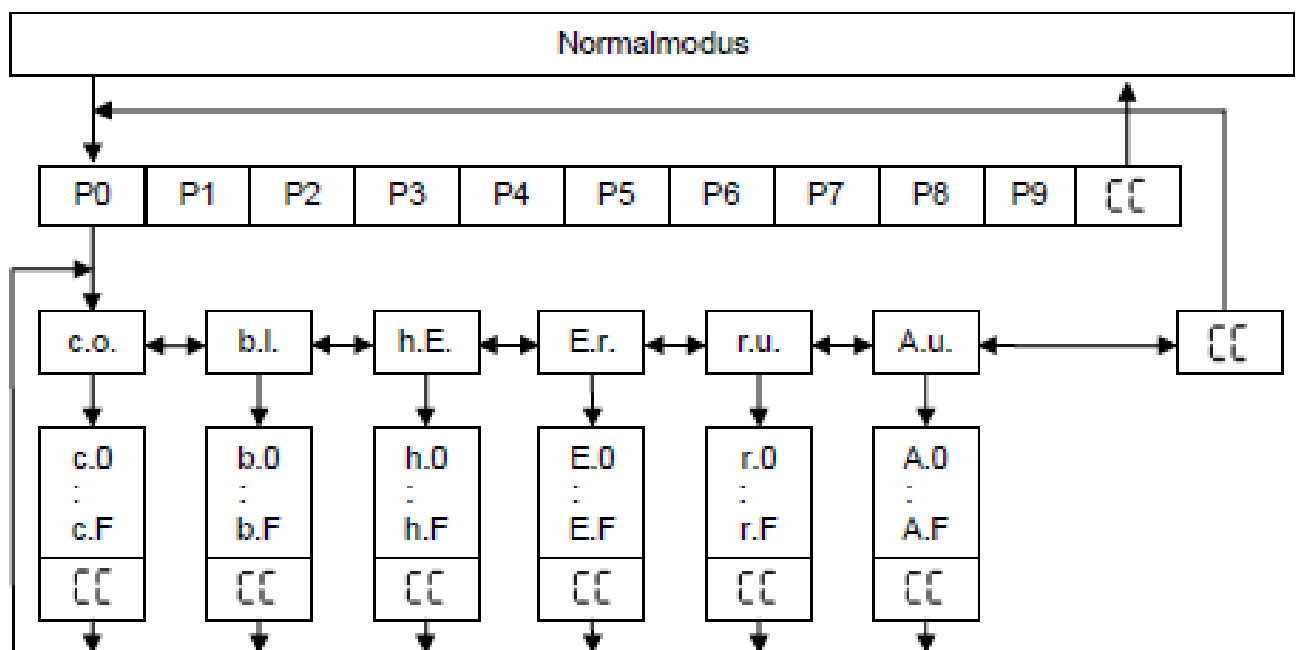 Normalmodus
P0 P1 P2 P3 P4 P5 P6 P7 P8 P9 CC
c.o. b.l. h.E. E.r. r.u. A.u. CC
c.0 b.0 h.0 E.0 r.0 A.0
: : : : : :
c.F b.F h.F E.F r.F A.F
CC CC CC CC CC CC